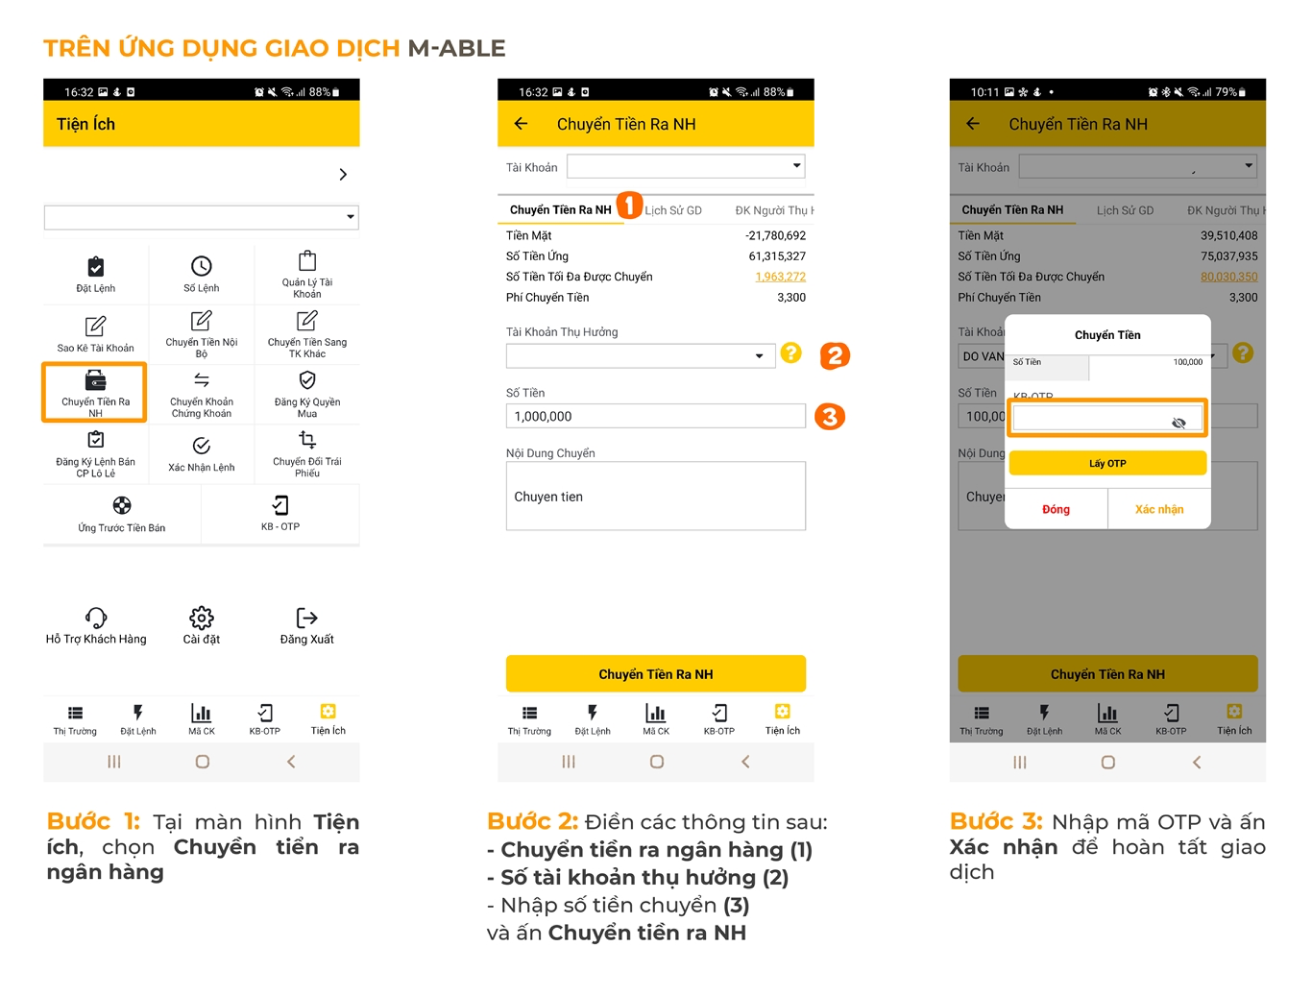 TRÊN ỨNG DỤNG GIAO DỊCH M-ABLE
16:32
88%
Tiện Ích
Đặt Lệnh
Sổ Lệnh
Quản Lý Tài
Khoản
Sao Kê Tài Khoản
Chuyển Tiền Nội
Bộ
Chuyển Tiền Sang
TK Khác
Chuyển Tiền Ra
NH
Chuyển Khoản
Chứng Khoán
Đăng Ký Quyền
Mua
Đăng Ký Lệnh Bán
CP Lô Lẻ
Xác Nhận Lệnh
Chuyển Đổi Trái
Phiếu
Ứng Trước Tiền Bán
KB - OTP
Hỗ Trợ Khách Hàng
Cài đặt
Đăng Xuất
Thị Trường
Đặt Lệnh
Mã CK
KB-OTP
Tiện Ích
Bước 1: Tại màn hình Tiện
ích, chọn Chuyển tiền ra
ngân hàng
16:32
88%
Chuyển Tiền Ra NH
Tài Khoản
Chuyển Tiền Ra NH
1
Lịch Sử GD
ĐK Người Thụ H
Tiền Mặt -21,780,692
Số Tiền Ứng 61,315,327
Số Tiền Tối Đa Được Chuyển 1,963,272
Phí Chuyển Tiền 3,300
Tài Khoản Thụ Hưởng
?
2
Số Tiền
1,000,000
3
Nội Dung Chuyển
Chuyen tien
Chuyển Tiền Ra NH
Thị Trường
Đặt Lệnh
Mã CK
KB-OTP
Tiện Ích
Bước 2: Điền các thông tin sau:
- Chuyển tiền ra ngân hàng (1)
- Số tài khoản thụ hưởng (2)
- Nhập số tiền chuyển (3)
và ấn Chuyển tiền ra NH
10:11
79%
Chuyển Tiền Ra NH
Tài Khoản
Chuyển Tiền Ra NH
Lịch Sử GD
ĐK Người Thụ H
Tiền Mặt 39,510,408
Số Tiền Ứng 75,037,935
Số Tiền Tối Đa Được Chuyển 80,030,350
Phí Chuyển Tiền 3,300
Tài Khoả
DO VAN
?
Số Tiền
100,00
Nội Dung
Chuye
Chuyển Tiền
Số Tiền 100,000
KB-OTP
Lấy OTP
Đóng
Xác nhận
Chuyển Tiền Ra NH
Thị Trường
Đặt Lệnh
Mã CK
KB-OTP
Tiện Ích
Bước 3: Nhập mã OTP và ấn
Xác nhận để hoàn tất giao
dịch